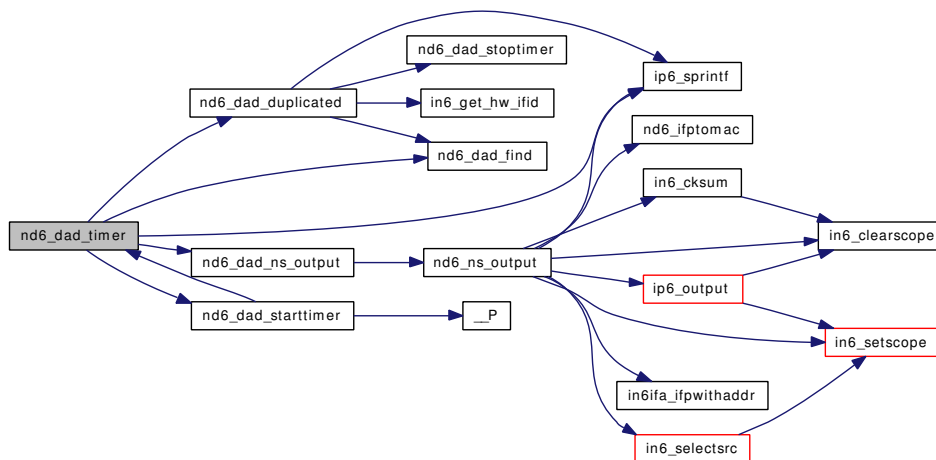 nd6_dad_stoptimer
ip6_sprintf
nd6_dad_duplicated
in6_get_hw_ifid
nd6_ifptomac
nd6_dad_find
in6_cksum
nd6_dad_timer
in6_clearscope
nd6_dad_ns_output
nd6_ns_output
ip6_output
nd6_dad_starttimer
__P
in6_setscope
in6ifa_ifpwithaddr
in6_selectsrc